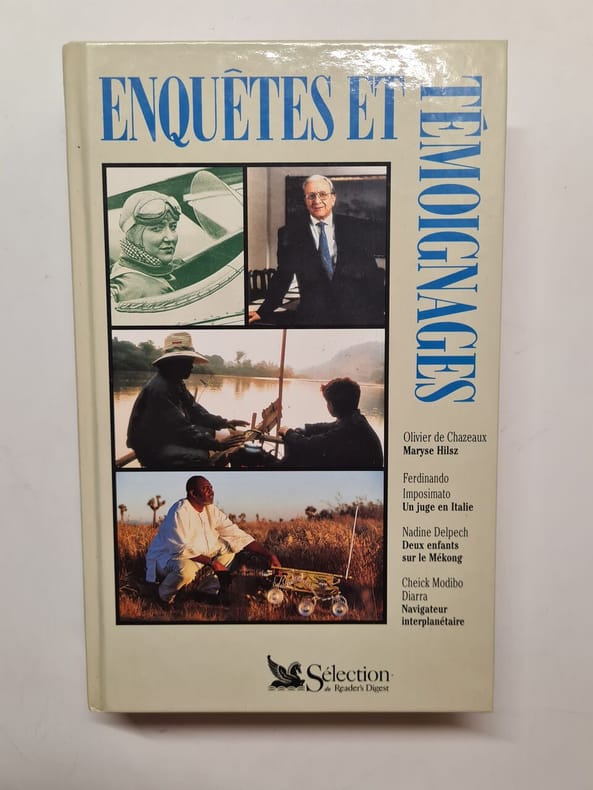 ENQUÊTES ET
TÉMOIGNAGES
Olivier de Chazeaux
Maryse Hilsz
Ferdinando
Imposimato
Un juge en Italie
Nadine Delpech
Deux enfants
sur le Mékong
Cheick Modibo
Diarra
Navigateur
interplanétaire
Sélection
du Reader's Digest